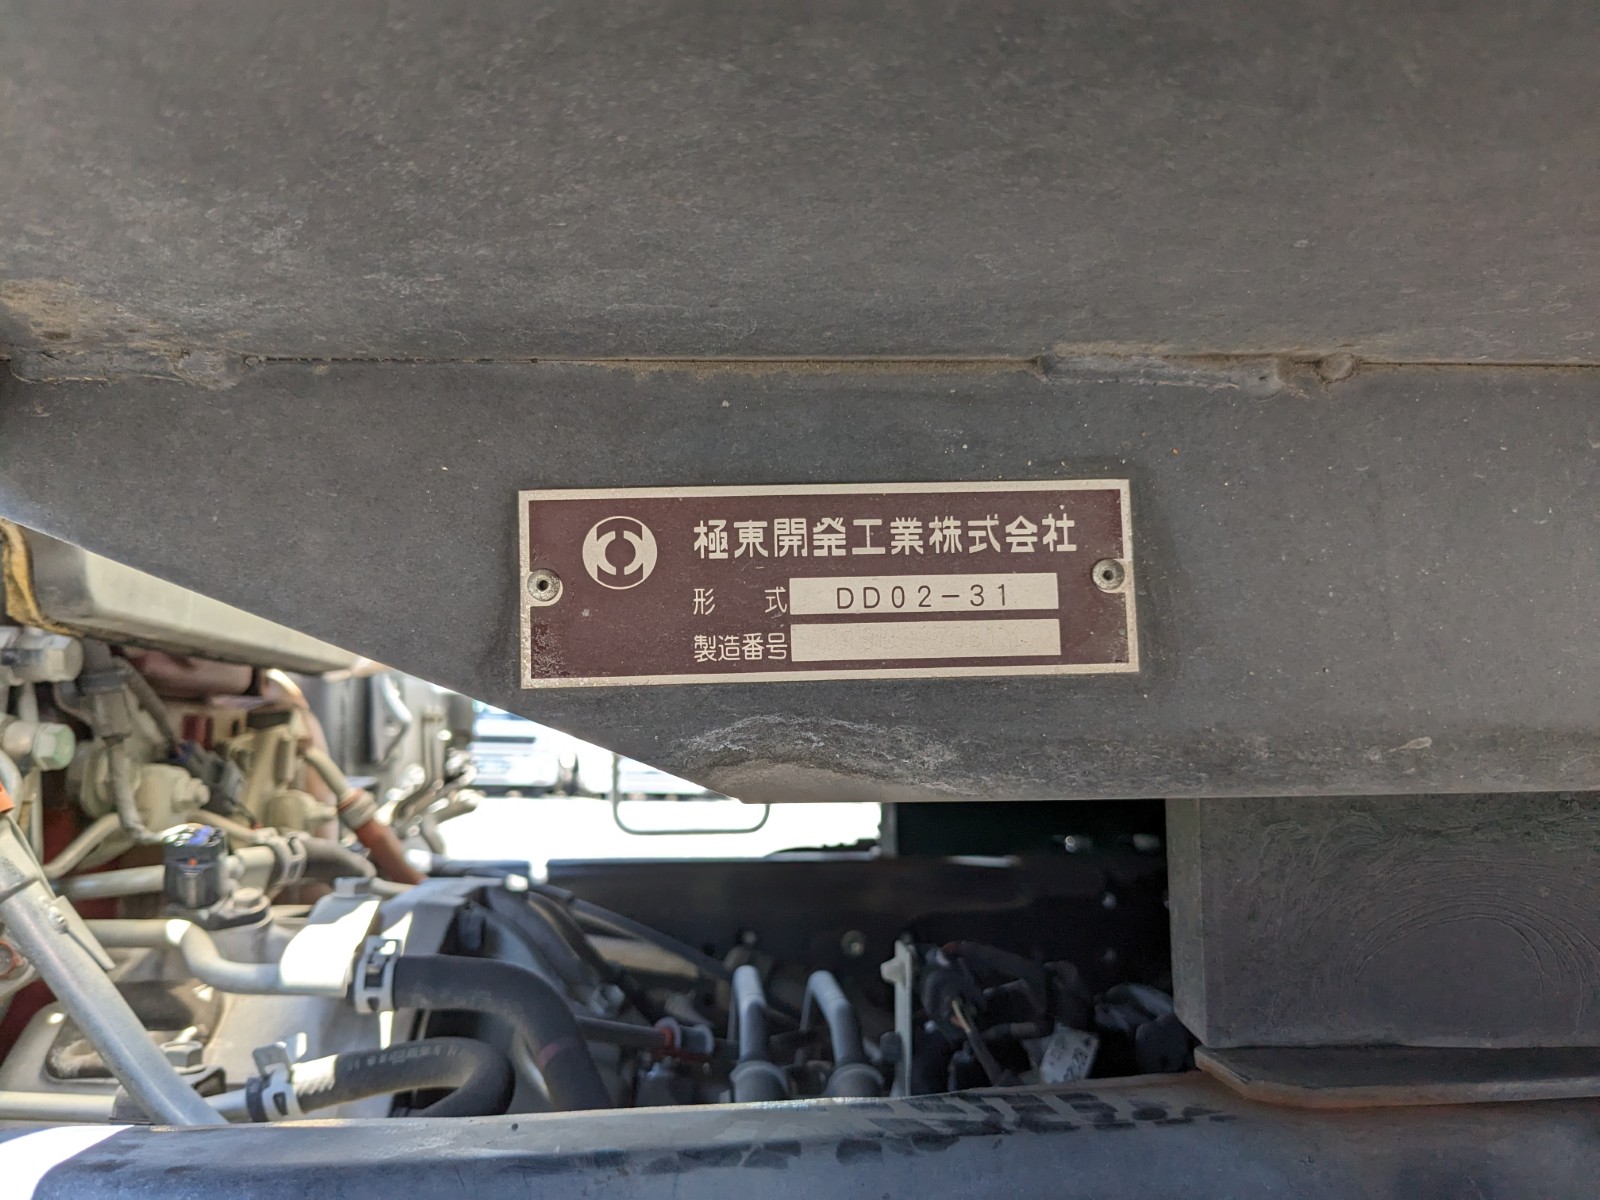 極東開発工業株式会社
形 式 DD02-31
製造番号